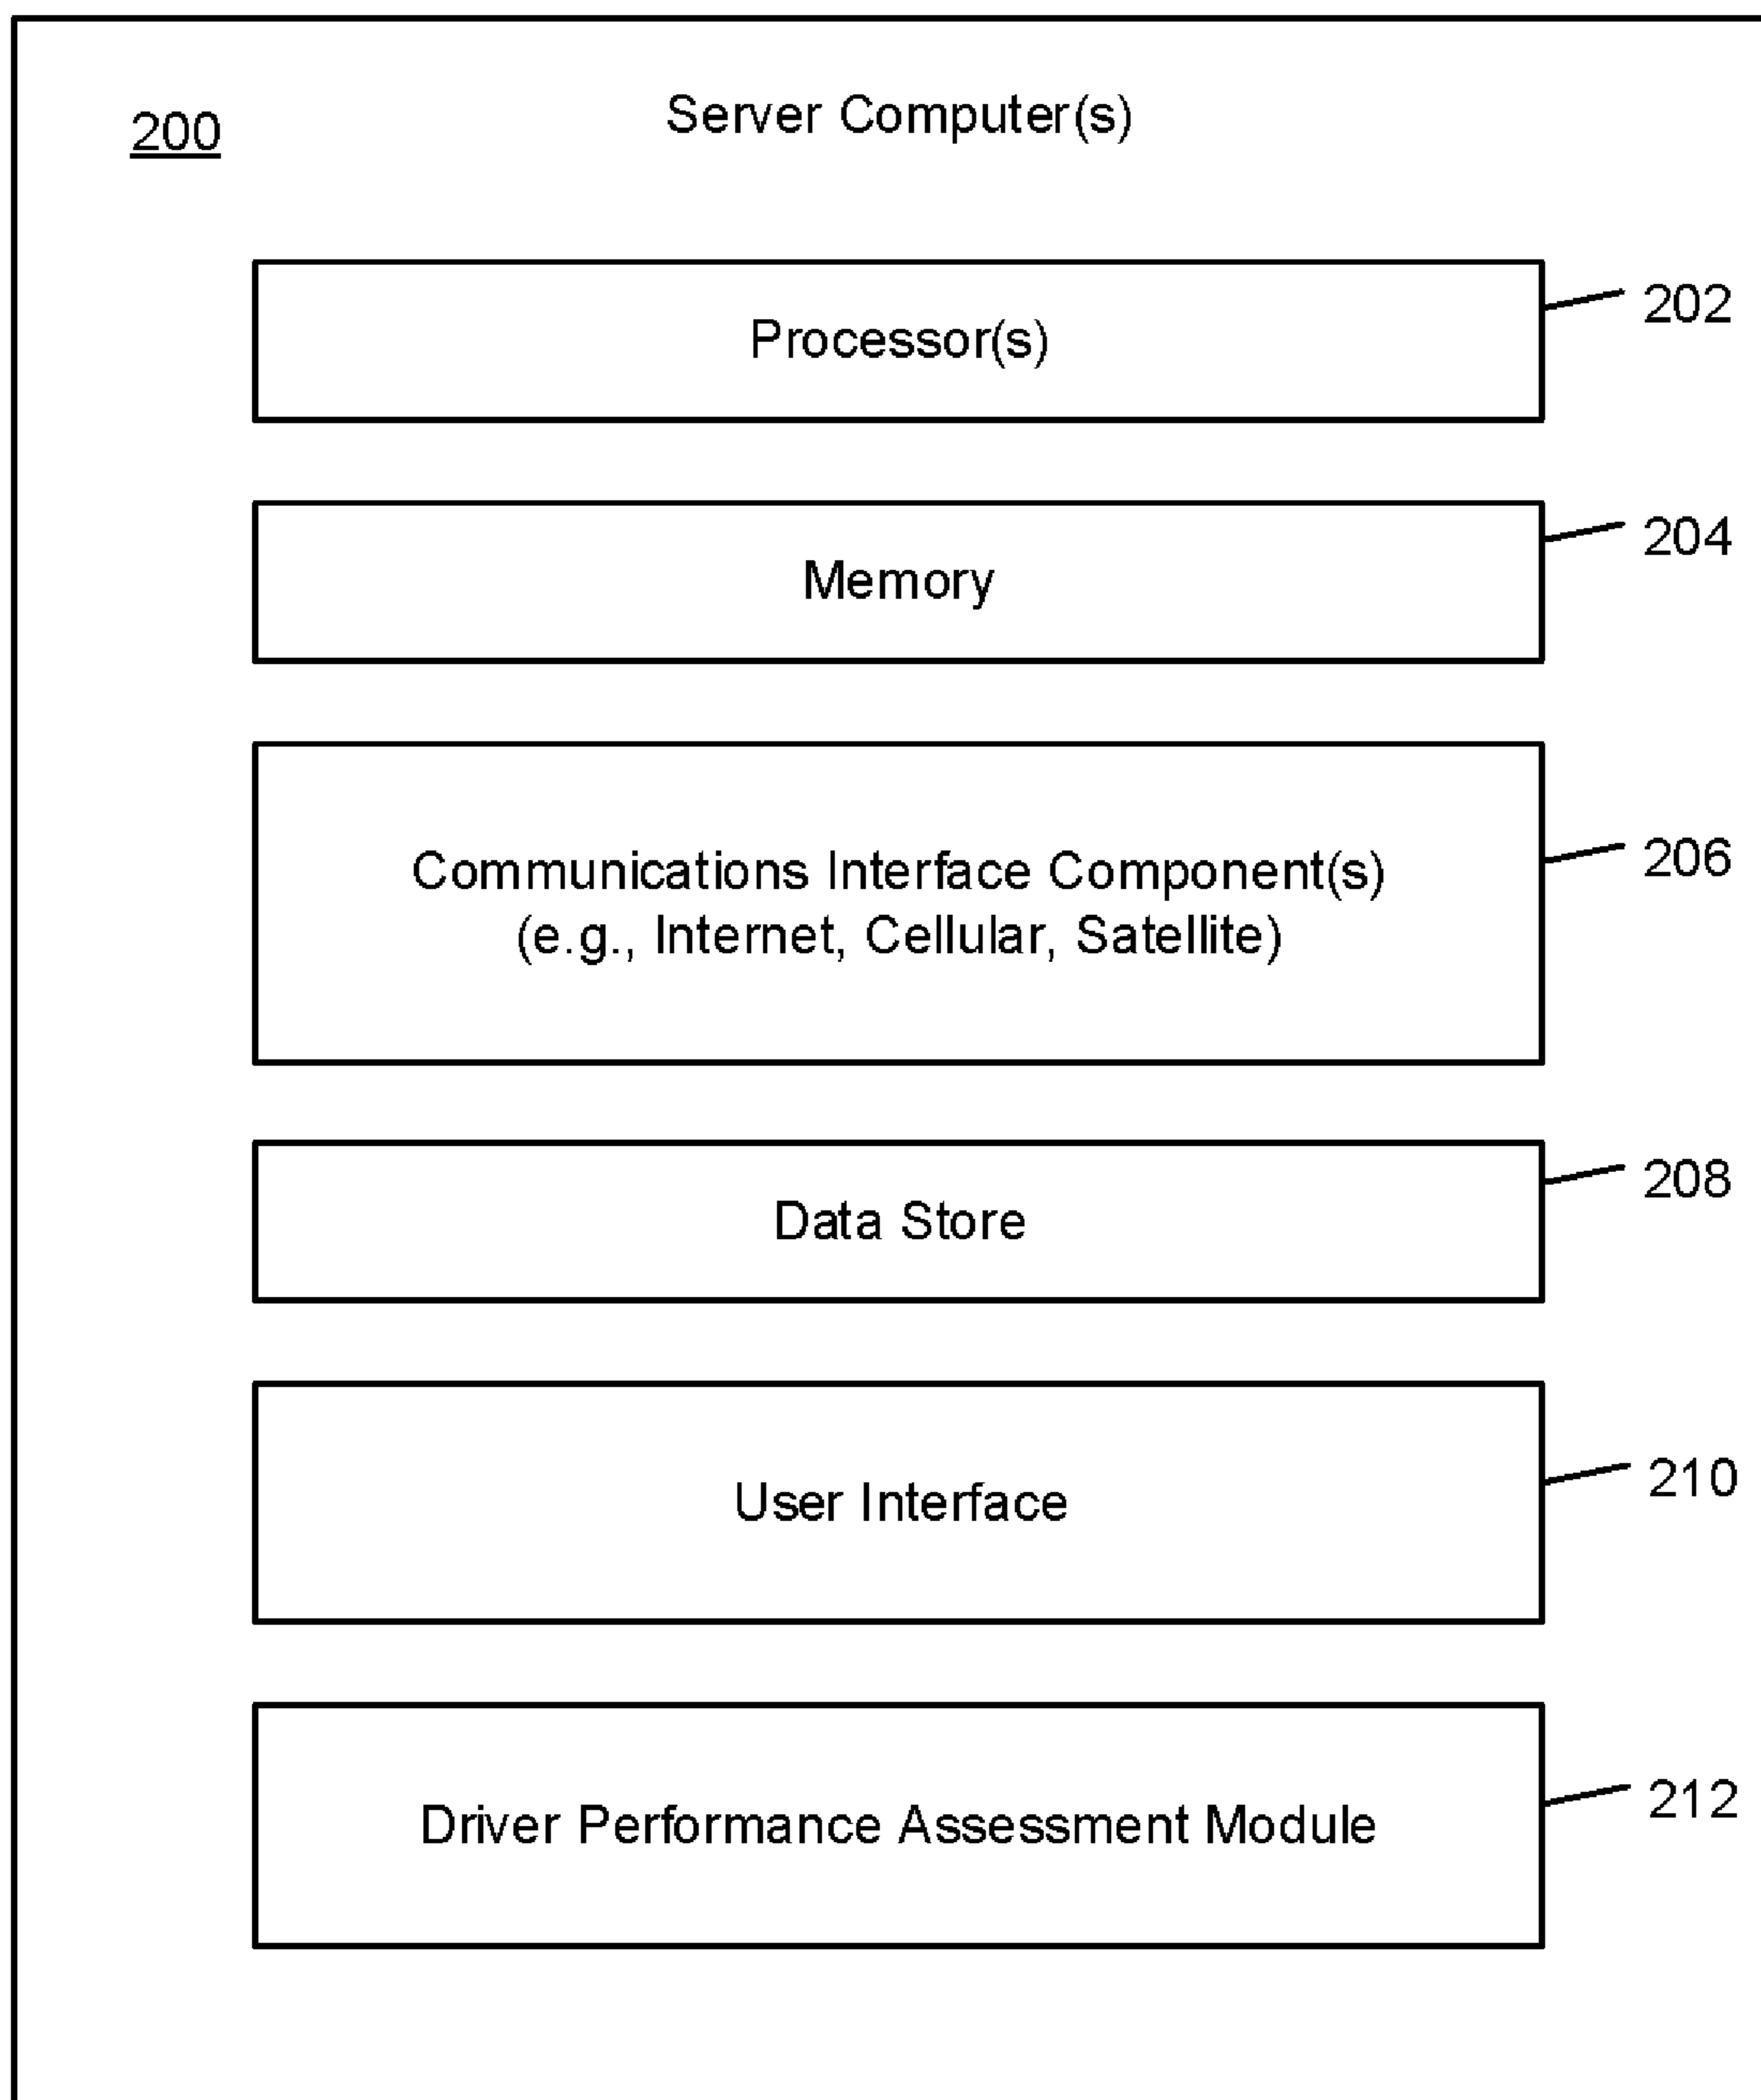 200
Server Computer(s)
Processor(s)
202
Memory
204
Communications Interface Component(s)
(e.g., Internet, Cellular, Satellite)
206
Data Store
208
User Interface
210
Driver Performance Assessment Module
212